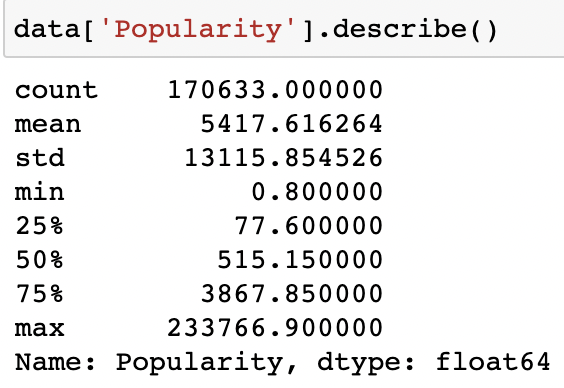 data['Popularity'].describe()
count 170633.000000
mean 5417.616264
std 13115.854526
min 0.800000
25% 77.600000
50% 515.150000
75% 3867.850000
max 233766.900000
Name: Popularity, dtype: float64